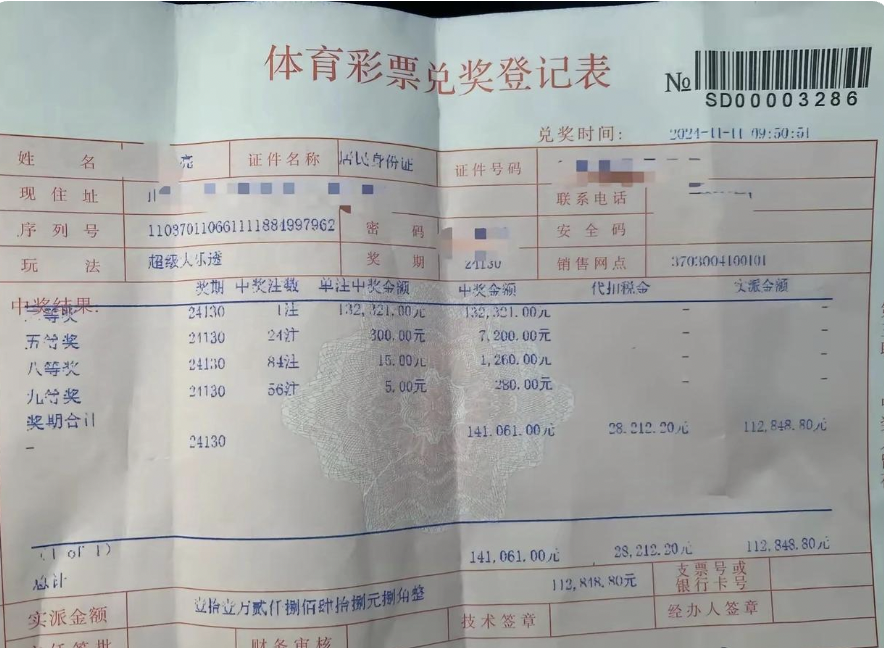 体育彩票兑奖登记表
№
SD00003286
兑奖时间: 2024-11-11 09:50:51
姓 名 亮 证件名称 居民身份证 证件号码
现住址 联系电话
序列号 110370110661111884997962 密 码 安全码
玩 法 超级大乐透 奖 期 24130 销售网点 3703004100101
中奖结果: 奖期 中奖注数 单注中奖金额 中奖金额 代扣税金 实派金额
等奖 24130 1注 132,321.00元 132,321.00元 - -
五等奖 24130 24注 300.00元 7,200.00元 - -
八等奖 24130 84注 15.00元 1,260.00元 - -
九等奖 24130 56注 5.00元 280.00元 - -
奖期合计 24130 141,061.00元 28,212.20元 112,848.80元
-
(1 of 1)
总计 141,061.00元 28,212.20元 112,848.80元
实派金额 壹拾壹万贰仟捌佰肆拾捌元捌角整 112,848.80元 支票号或
银行卡号
技术签章 经办人签章
财务审核